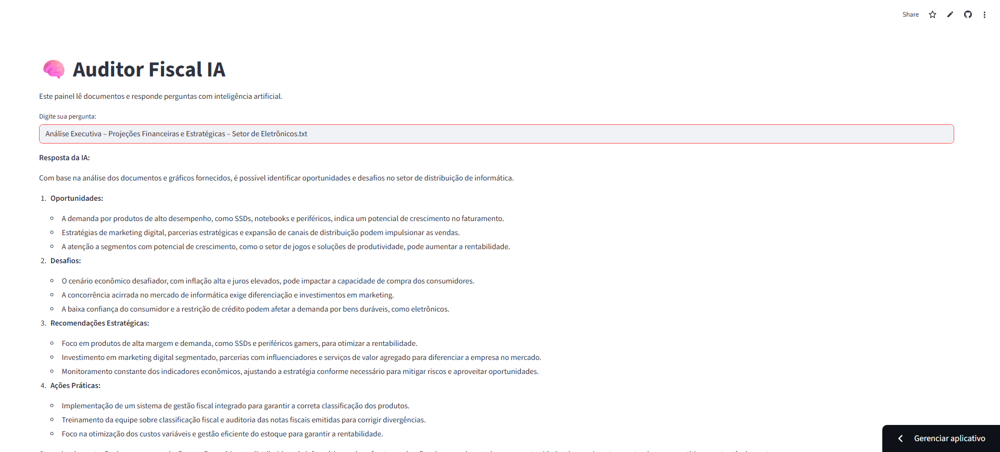 Share
Auditor Fiscal IA
Este painel lê documentos e responde perguntas com inteligência artificial.
Digite sua pergunta:
Análise Executiva – Projeções Financeiras e Estratégicas – Setor de Eletrônicos.txt
Resposta da IA:
Com base na análise dos documentos e gráficos fornecidos, é possível identificar oportunidades e desafios no setor de distribuição de informática.
1. Oportunidades:
A demanda por produtos de alto desempenho, como SSDs, notebooks e periféricos, indica um potencial de crescimento no faturamento.
Estratégias de marketing digital, parcerias estratégicas e expansão de canais de distribuição podem impulsionar as vendas.
A atenção a segmentos com potencial de crescimento, como o setor de jogos e soluções de produtividade, pode aumentar a rentabilidade.
2. Desafios:
O cenário econômico desafiador, com inflação alta e juros elevados, pode impactar a capacidade de compra dos consumidores.
A concorrência acirrada no mercado de informática exige diferenciação e investimentos em marketing.
A baixa confiança do consumidor e a restrição de crédito podem afetar a demanda por bens duráveis, como eletrônicos.
3. Recomendações Estratégicas:
Foco em produtos de alta margem e demanda, como SSDs e periféricos gamers, para otimizar a rentabilidade.
Investimento em marketing digital segmentado, parcerias com influenciadores e serviços de valor agregado para diferenciar a empresa no mercado.
Monitoramento constante dos indicadores econômicos, ajustando a estratégia conforme necessário para mitigar riscos e aproveitar oportunidades.
4. Ações Práticas:
Implementação de um sistema de gestão fiscal integrado para garantir a correta classificação dos produtos.
Treinamento da equipe sobre classificação fiscal e auditoria das notas fiscais emitidas para corrigir divergências.
Foco na otimização dos custos variáveis e gestão eficiente do estoque para garantir a rentabilidade.
Gerenciar aplicativo